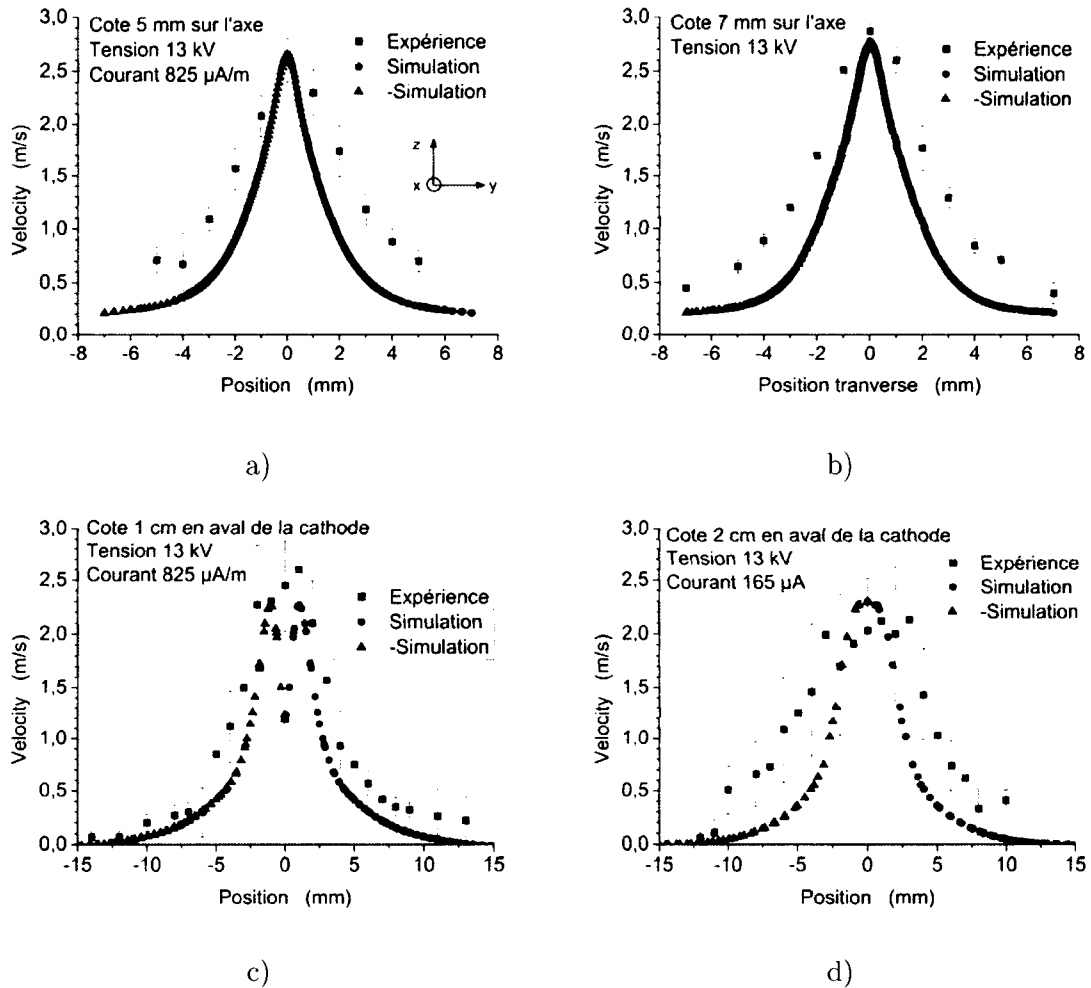 Cote 5 mm sur l'axe
Tension 13 kV
Courant 825 µA/m
Expérience
Simulation
-Simulation
z
x
y
Velocity (m/s)
3,0
2,5
2,0
1,5
1,0
0,5
0,0
-8 -6 -4 -2 0 2 4 6 8
Position (mm)
a)
Cote 7 mm sur l'axe
Tension 13 kV
Expérience
Simulation
-Simulation
Velocity (m/s)
3,0
2,5
2,0
1,5
1,0
0,5
0,0
-8 -6 -4 -2 0 2 4 6 8
Position tranverse (mm)
b)
Cote 1 cm en aval de la cathode
Tension 13 kV
Courant 825 µA/m
Expérience
Simulation
-Simulation
Velocity (m/s)
3,0
2,5
2,0
1,5
1,0
0,5
0,0
-15 -10 -5 0 5 10 15
Position (mm)
c)
Cote 2 cm en aval de la cathode
Tension 13 kV
Courant 165 µA
Expérience
Simulation
-Simulation
Velocity (m/s)
3,0
2,5
2,0
1,5
1,0
0,5
0,0
-15 -10 -5 0 5 10 15
Position (mm)
d)